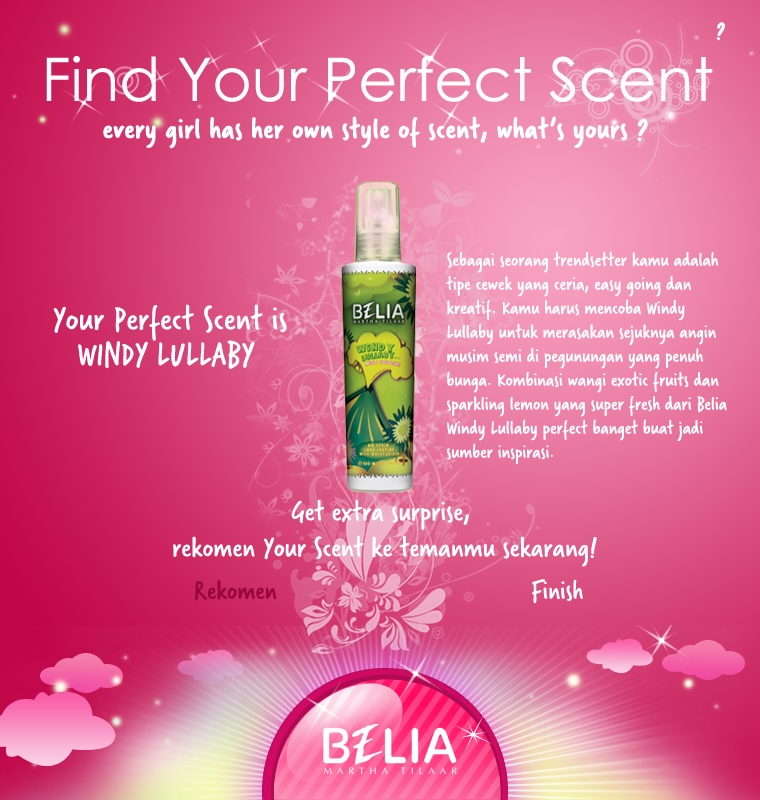 ?
Find Your Perfect Scent
every girl has her own style of scent, what's yours ?
Your Perfect Scent is
WINDY LULLABY
BELIA
MARTHA TILAAR
WINDY
LULLABY
Sebagai seorang trendsetter kamu adalah
tipe cewek yang ceria, easy going dan
kreatif. Kamu harus mencoba Windy
Lullaby untuk merasakan sejuknya angin
musim semi di pegunungan yang penuh
bunga. Kombinasi wangi exotic fruits dan
sparkling lemon yang super fresh dari Belia
Windy Lullaby perfect banget buat jadi
sumber inspirasi.
Get extra surprise,
rekomen Your Scent ke temanmu sekarang!
Rekomen
Finish
BELIA
MARTHA TILAAR